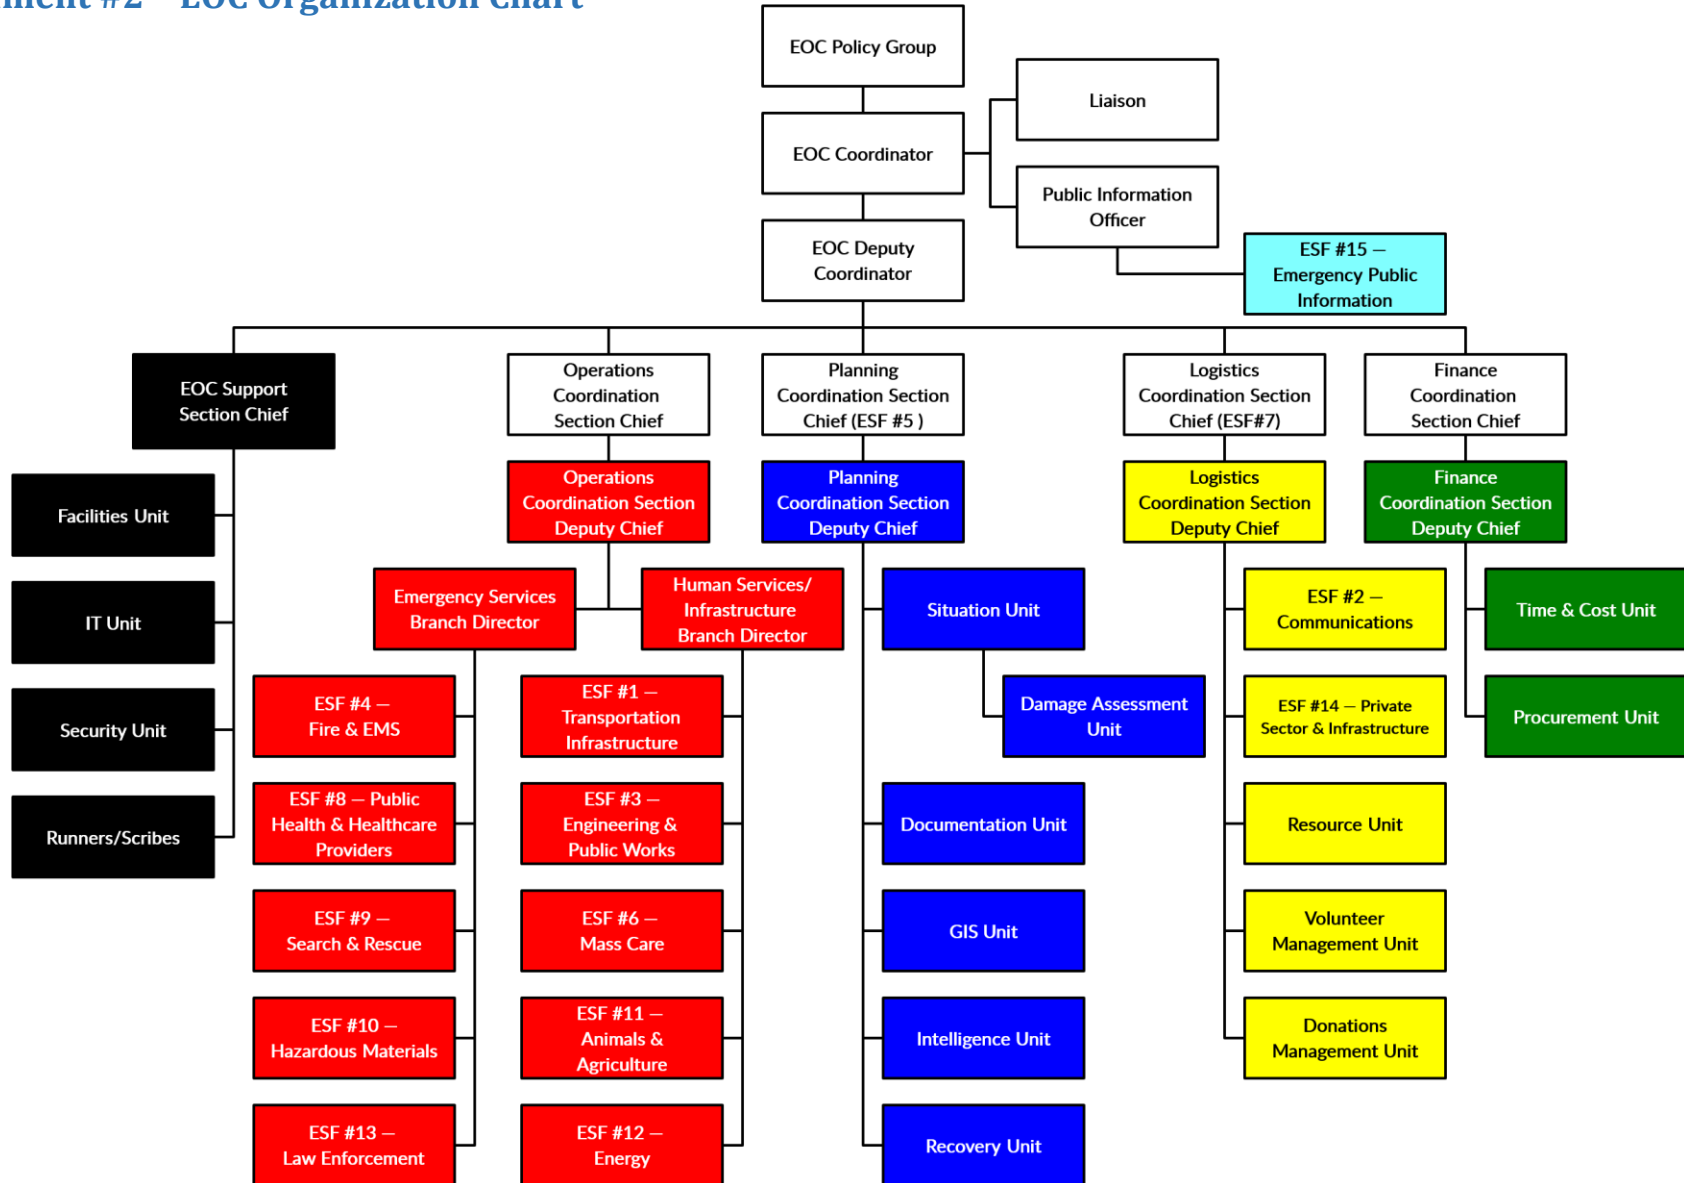 ment #2 – EOC Organization Chart
EOC Policy Group
Liaison
EOC Coordinator
Public Information
Officer
EOC Deputy
Coordinator
ESF #15 —
Emergency Public
Information
EOC Support
Section Chief
Operations
Coordination
Section Chief
Planning
Coordination Section
Chief (ESF #5 )
Logistics
Coordination Section
Chief (ESF#7)
Finance
Coordination
Section Chief
Operations
Coordination Section
Deputy Chief
Planning
Coordination Section
Deputy Chief
Logistics
Coordination Section
Deputy Chief
Finance
Coordination Section
Deputy Chief
Facilities Unit
IT Unit
Security Unit
Runners/Scribes
Emergency Services
Branch Director
Human Services/
Infrastructure
Branch Director
ESF #4 —
Fire & EMS
ESF #8 — Public
Health & Healthcare
Providers
ESF #9 —
Search & Rescue
ESF #10 —
Hazardous Materials
ESF #13 —
Law Enforcement
ESF #1 —
Transportation
Infrastructure
ESF #3 —
Engineering &
Public Works
ESF #6 —
Mass Care
ESF #11 —
Animals &
Agriculture
ESF #12 —
Energy
Situation Unit
Damage Assessment
Unit
Documentation Unit
GIS Unit
Intelligence Unit
Recovery Unit
ESF #2 —
Communications
ESF #14 — Private
Sector & Infrastructure
Resource Unit
Volunteer
Management Unit
Donations
Management Unit
Time & Cost Unit
Procurement Unit